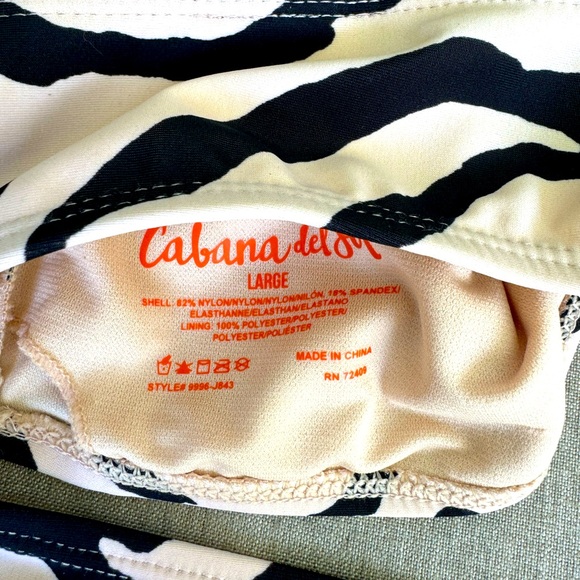 Cabana del Sol
LARGE
SHELL: 82% NYLON/NYLON/NYLON/NILÓN, 18% SPANDEX/
ELASTHANNE/ELASTHAN/ELASTANO
LINING: 100% POLYESTER/POLYESTER/
POLYESTER/POLIÉSTER
MADE IN CHINA
RN 72409
STYLE# 9996-J843